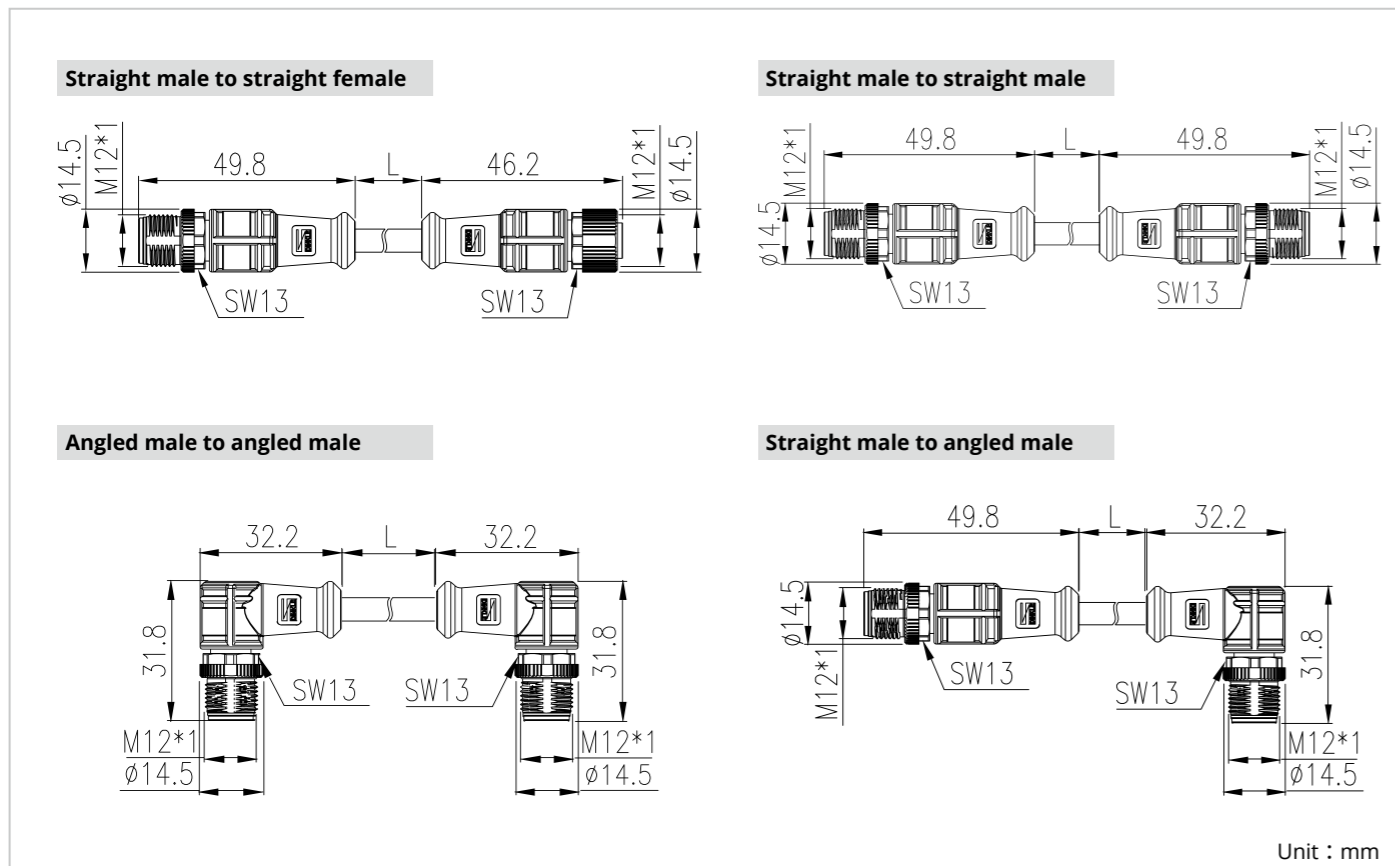 Straight male to straight female
ø14.5
M12*1
49.8
L
46.2
M12*1
ø14.5
SW13
SW13
Straight male to straight male
ø14.5
M12*1
49.8
L
49.8
M12*1
ø14.5
SW13
SW13
Angled male to angled male
32.2
L
32.2
31.8
SW13
SW13
31.8
M12*1
M12*1
ø14.5
ø14.5
Straight male to angled male
49.8
L
32.2
ø14.5
M12*1
SW13
SW13
31.8
M12*1
ø14.5
Unit：mm